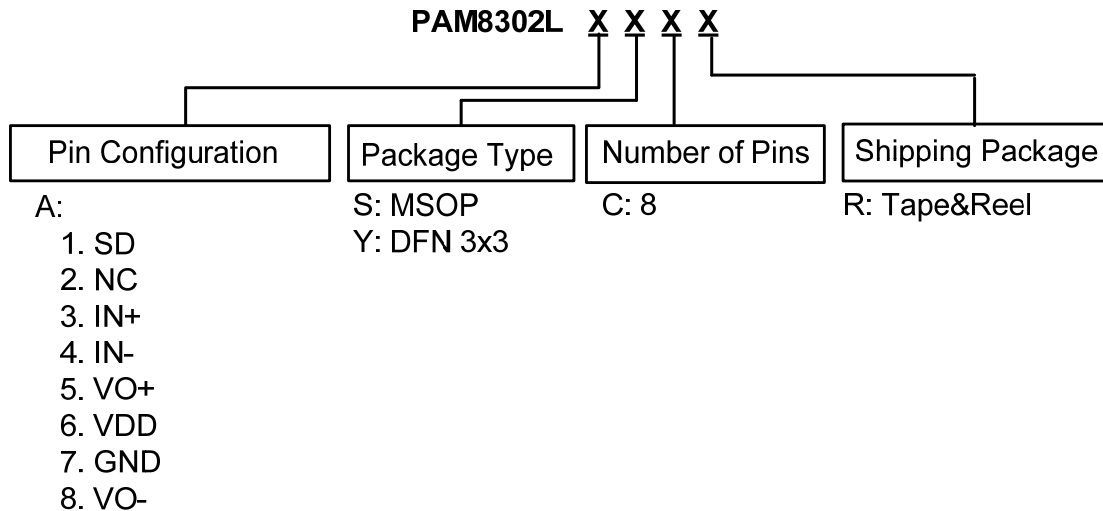 PAM8302L X X X X
Pin Configuration
Package Type
Number of Pins
Shipping Package
A:
1. SD
2. NC
3. IN+
4. IN-
5. VO+
6. VDD
7. GND
8. VO-
S: MSOP
Y: DFN 3x3
C: 8
R: Tape&Reel